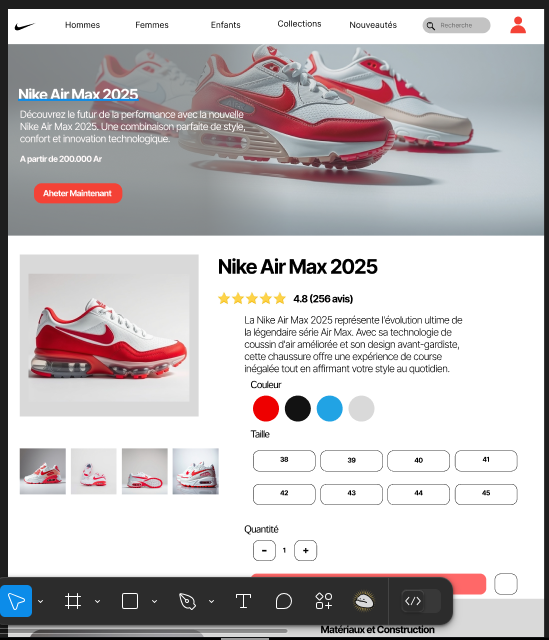 Hommes
Femmes
Enfants
Collections
Nouveautés
Recherche
Nike Air Max 2025
Découvrez le futur de la performance avec la nouvelle
Nike Air Max 2025. Une combinaison parfaite de style,
confort et innovation technologique.
A partir de 200.000 Ar
Aheter Maintenant
Nike Air Max 2025
4.8 (256 avis)
La Nike Air Max 2025 représente l'évolution ultime de
la légendaire série Air Max. Avec sa technologie de
coussin d'air améliorée et son design avant-gardiste,
cette chaussure offre une expérience de course
inégalée tout en affirmant votre style au quotidien.
Couleur
Taille
38
39
40
41
42
43
44
45
Quantité
- 1 +
T
</>
Matériaux et Construction